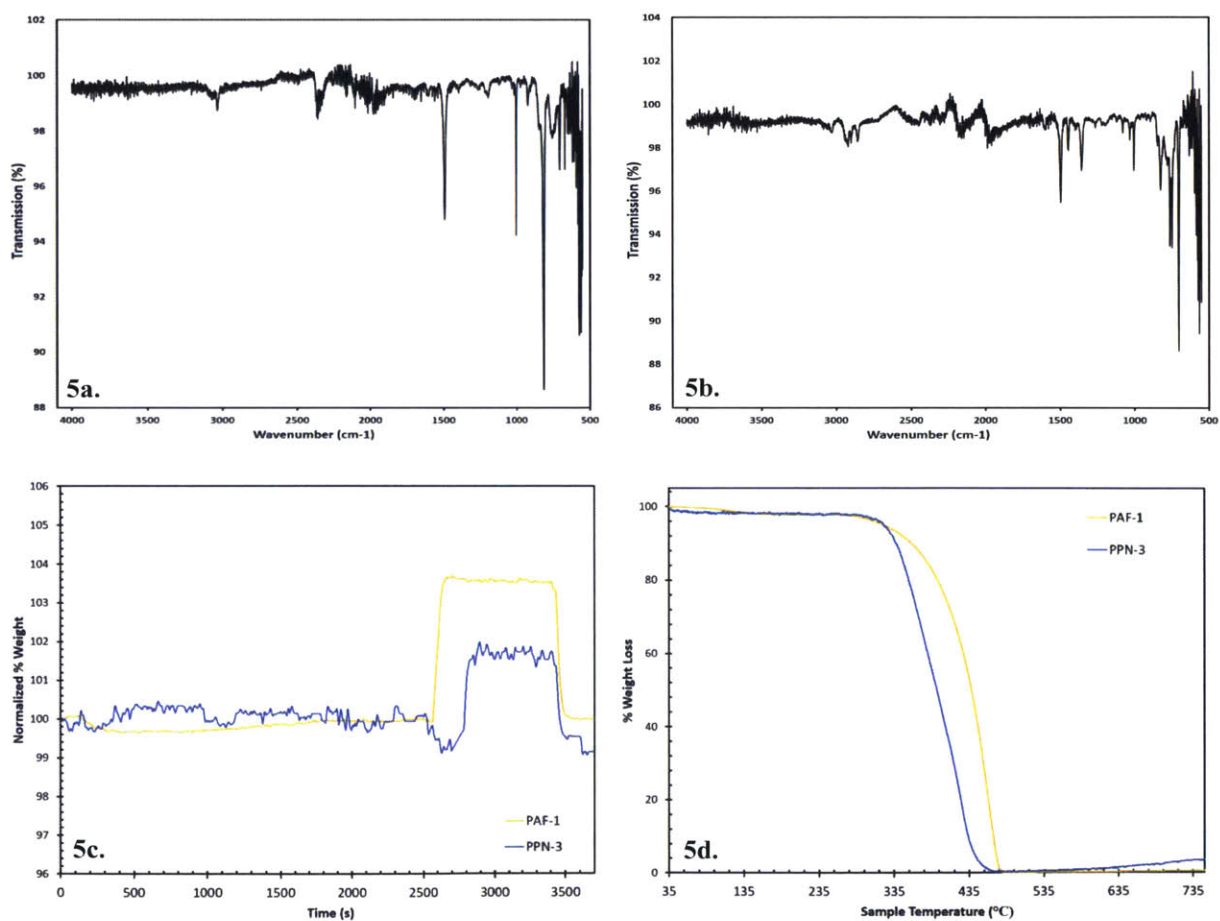 102
100
98
96
94
92
90
88
Transmission (%)
5a.
4000 3500 3000 2500 2000 1500 1000 500
Wavenumber (cm-1)
104
102
100
98
96
94
92
90
88
86
Transmission (%)
5b.
4000 3500 3000 2500 2000 1500 1000 500
Wavenumber (cm-1)
106
105
104
103
102
101
100
99
98
97
96
Normalized % Weight
PAF-1
PPN-3
5c.
0 500 1000 1500 2000 2500 3000 3500
Time (s)
100
80
60
40
20
0
% Weight Loss
PAF-1
PPN-3
5d.
35 135 235 335 435 535 635 735
Sample Temperature (°C)